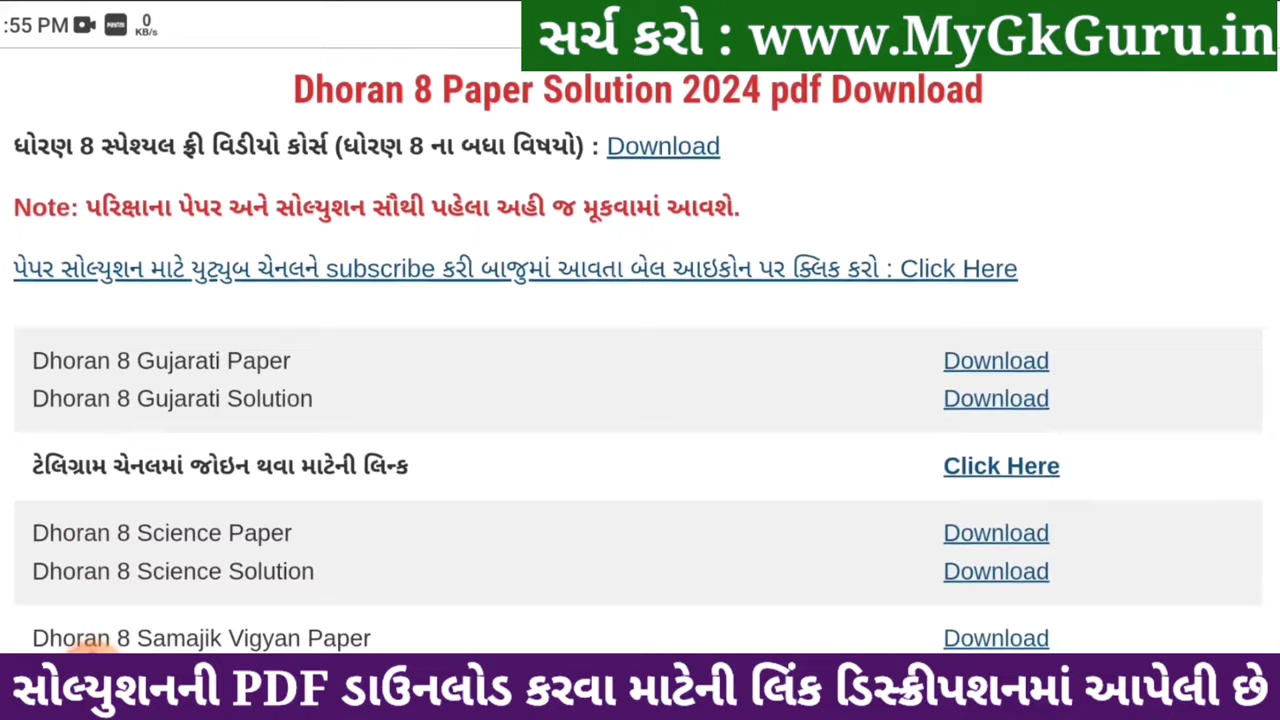 :55 PM
0 KB/s
સર્ચ કરો : www.MyGkGuru.in
Dhoran 8 Paper Solution 2024 pdf Download
ધોરણ 8 સ્પેશ્યલ ફ્રી વિડીયો કોર્સ (ધોરણ 8 ના બધા વિષયો) : Download
Note: પરિક્ષાના પેપર અને સોલ્યુશન સૌથી પહેલા અહી જ મૂકવામાં આવશે.
પેપર સોલ્યુશન માટે યુટ્યુબ ચેનલને subscribe કરી બાજુમાં આવતા બેલ આઇકોન પર ક્લિક કરો : Click Here
Dhoran 8 Gujarati Paper Download
Dhoran 8 Gujarati Solution Download
ટેલિગ્રામ ચેનલમાં જોઇન થવા માટેની લિન્ક Click Here
Dhoran 8 Science Paper Download
Dhoran 8 Science Solution Download
Dhoran 8 Samajik Vigyan Paper Download
સોલ્યુશનની PDF ડાઉનલોડ કરવા માટેની લિંક ડિસ્ક્રીપશનમાં આપેલી છે